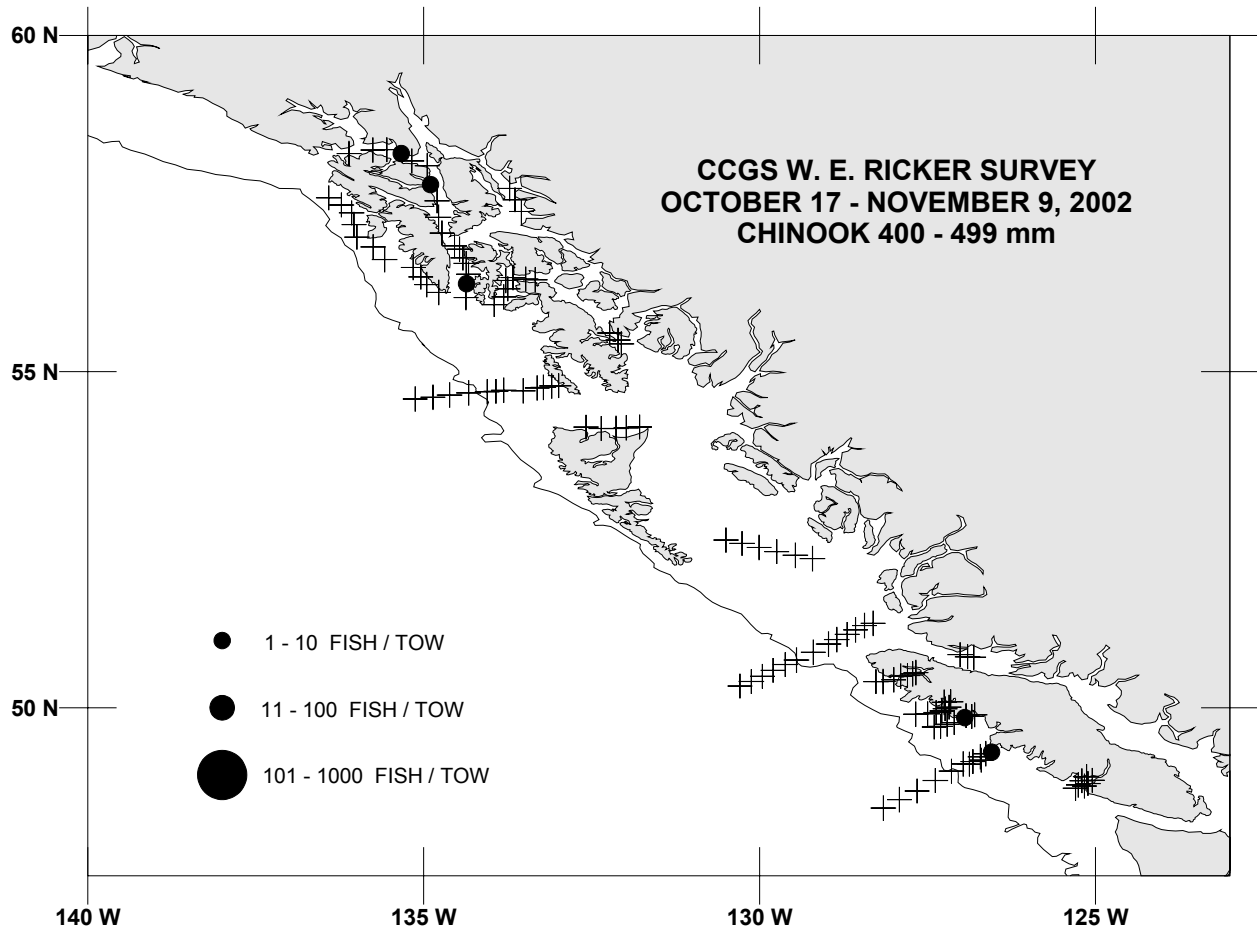 60 N
CCGS W. E. RICKER SURVEY
OCTOBER 17 - NOVEMBER 9, 2002
CHINOOK 400 - 499 mm
55 N
1 - 10 FISH / TOW
11 - 100 FISH / TOW
50 N
101 - 1000 FISH / TOW
140 W
135 W
130 W
125 W